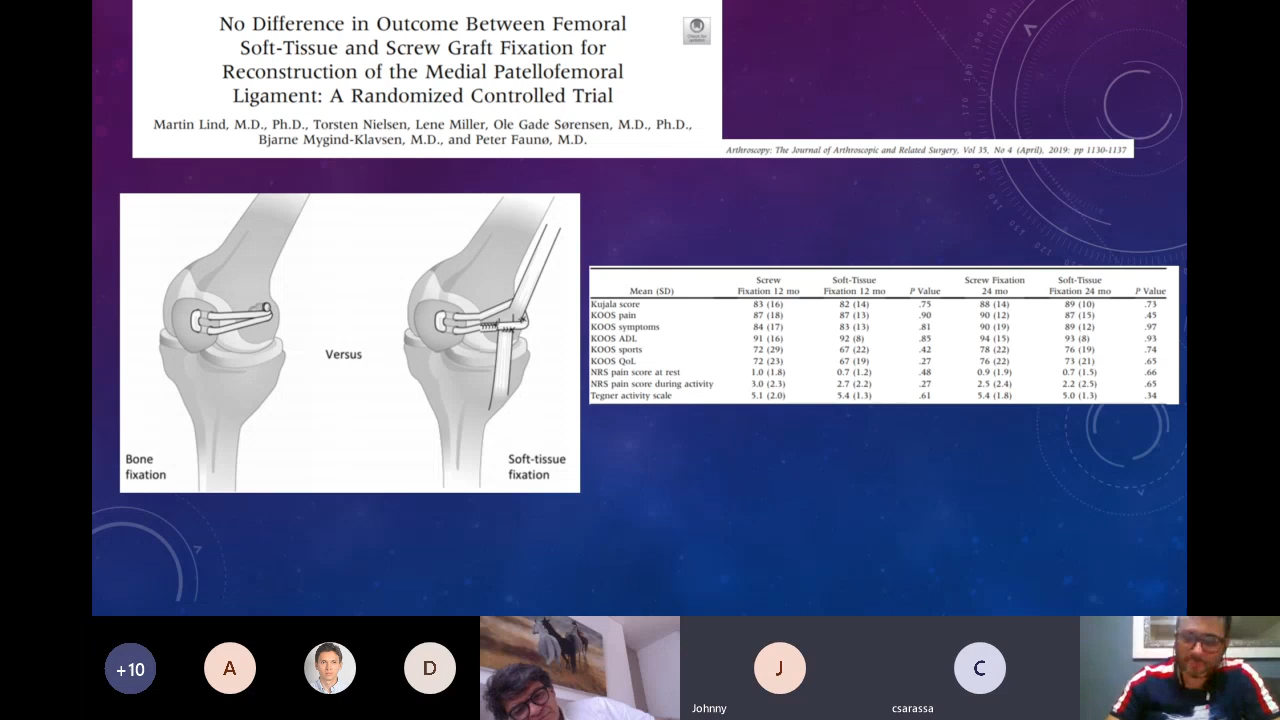 No Difference in Outcome Between Femoral
Soft-Tissue and Screw Graft Fixation for
Reconstruction of the Medial Patellofemoral
Ligament: A Randomized Controlled Trial
Martin Lind, M.D., Ph.D., Torsten Nielsen, Lene Miller, Ole Gade Sørensen, M.D., Ph.D.,
Bjarne Mygind-Klavsen, M.D., and Peter Faunø, M.D.
Arthroscopy: The Journal of Arthroscopic and Related Surgery, Vol 35, No 4 (April), 2019: pp 1130-1137
Versus
Bone
fixation
Soft-tissue
fixation
Screw Soft-Tissue Screw Fixation Soft-Tissue
Mean (SD) Fixation 12 mo Fixation 12 mo P Value 24 mo Fixation 24 mo P Value
Kujala score 83 (16) 82 (14) .75 88 (14) 89 (10) .73
KOOS pain 87 (18) 87 (13) .90 90 (12) 87 (15) .45
KOOS symptoms 84 (17) 83 (13) .81 90 (19) 89 (12) .97
KOOS ADL 91 (16) 92 (8) .85 94 (15) 93 (8) .93
KOOS sports 72 (29) 67 (22) .42 78 (22) 76 (19) .74
KOOS QoL 72 (23) 67 (19) .27 76 (22) 73 (21) .65
NRS pain score at rest 1.0 (1.8) 0.7 (1.2) .48 0.9 (1.9) 0.7 (1.5) .66
NRS pain score during activity 3.0 (2.3) 2.7 (2.2) .27 2.5 (2.4) 2.2 (2.5) .65
Tegner activity scale 5.1 (2.0) 5.4 (1.3) .61 5.4 (1.8) 5.0 (1.3) .34
+10
A
D
J
C
Johnny
csarassa